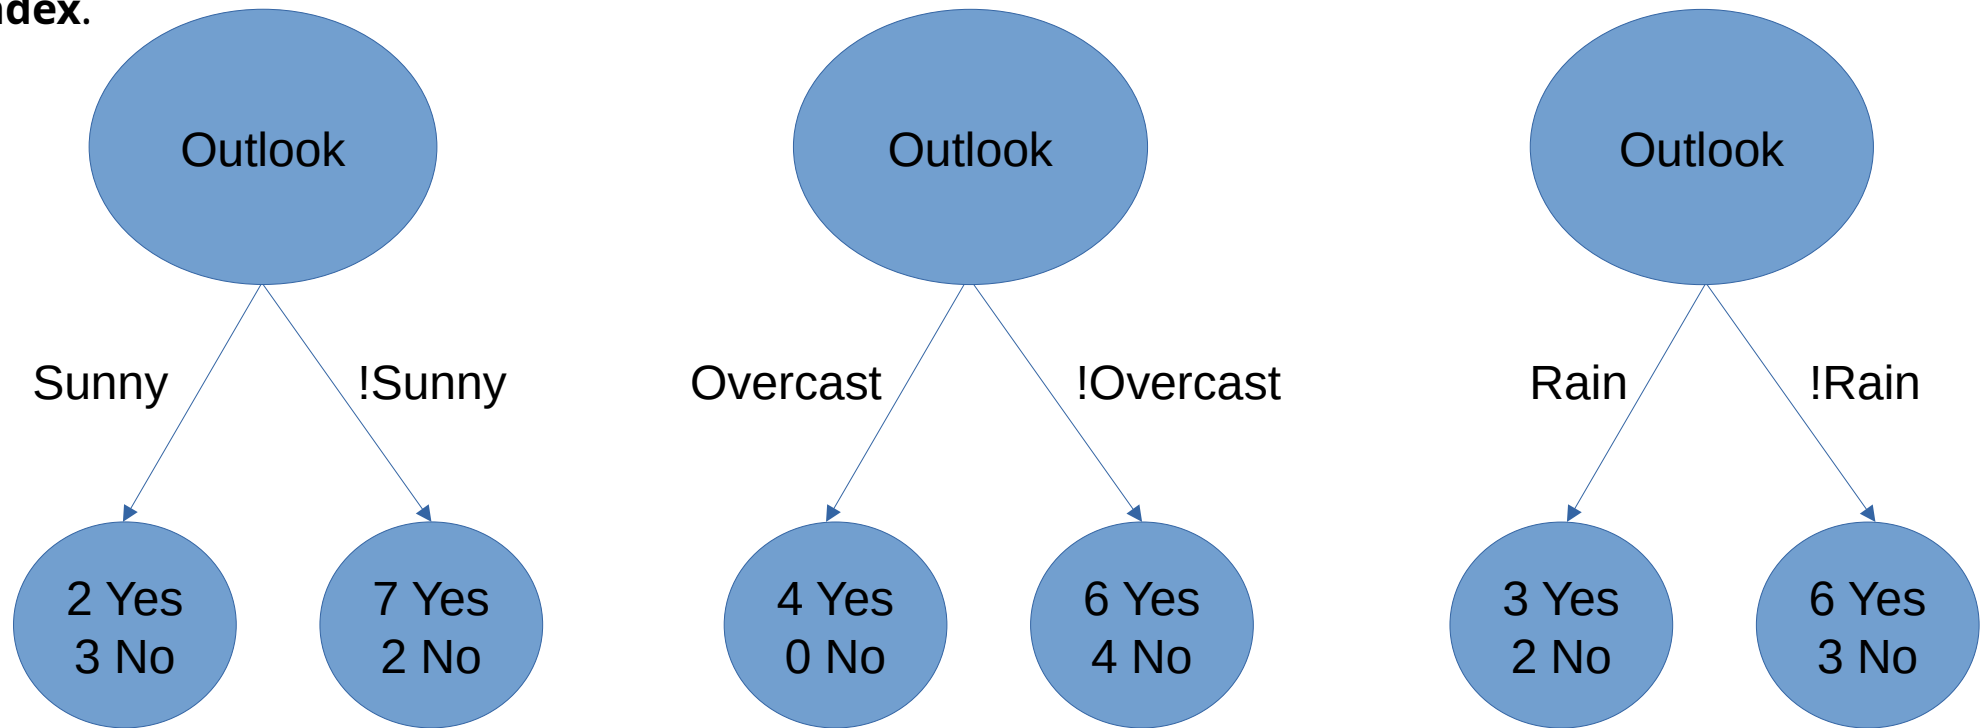 ndex.
Outlook Outlook Outlook
Sunny !Sunny Overcast !Overcast Rain !Rain
2 Yes 7 Yes 4 Yes 6 Yes 3 Yes 6 Yes
3 No 2 No 0 No 4 No 2 No 3 No